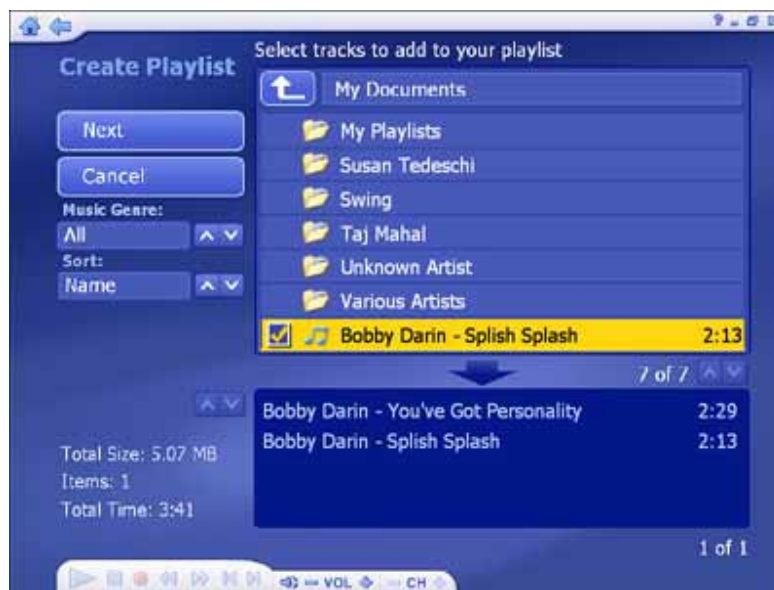 Create Playlist
Select tracks to add to your playlist
My Documents
Next
Cancel
Music Genre:
All
Sort:
Name
My Playlists
Susan Tedeschi
Swing
Taj Mahal
Unknown Artist
Various Artists
Bobby Darin - Splish Splash 2:13
7 of 7
Bobby Darin - You've Got Personality 2:29
Bobby Darin - Splish Splash 2:13
Total Size: 5.07 MB
Items: 1
Total Time: 3:41
1 of 1
VOL CH